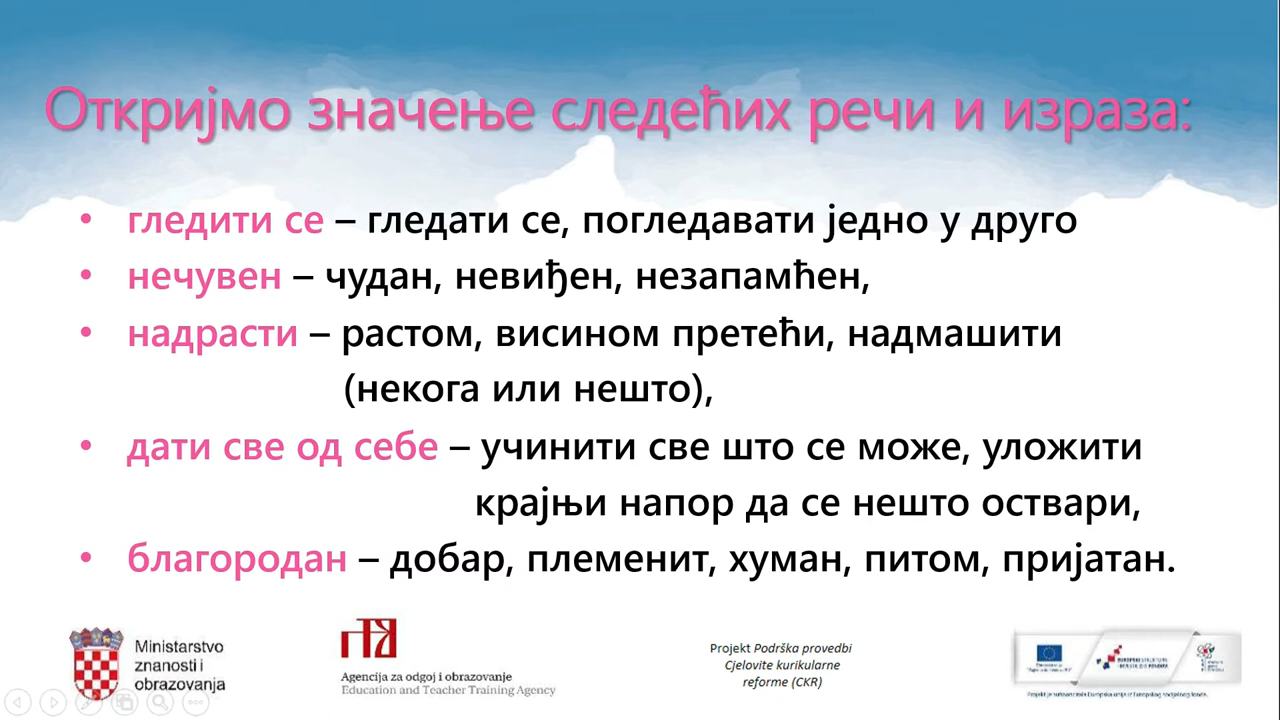 Откријмо значење следећих речи и израза:
• гледити се – гледати се, погледавати једно у друго
• нечувен – чудан, невиђен, незапамћен,
• надрасти – растом, висином претећи, надмашити
(некога или нешто),
• дати све од себе – учинити све што се може, уложити
крајњи напор да се нешто оствари,
• благородан – добар, племенит, хуман, питом, пријатан.
Ministarstvo
znanosti i
obrazovanja
Agencija za odgoj i obrazovanje
Education and Teacher Training Agency
Projekt Podrška provedbi
Cjelovite kurikularne
reforme (CKR)